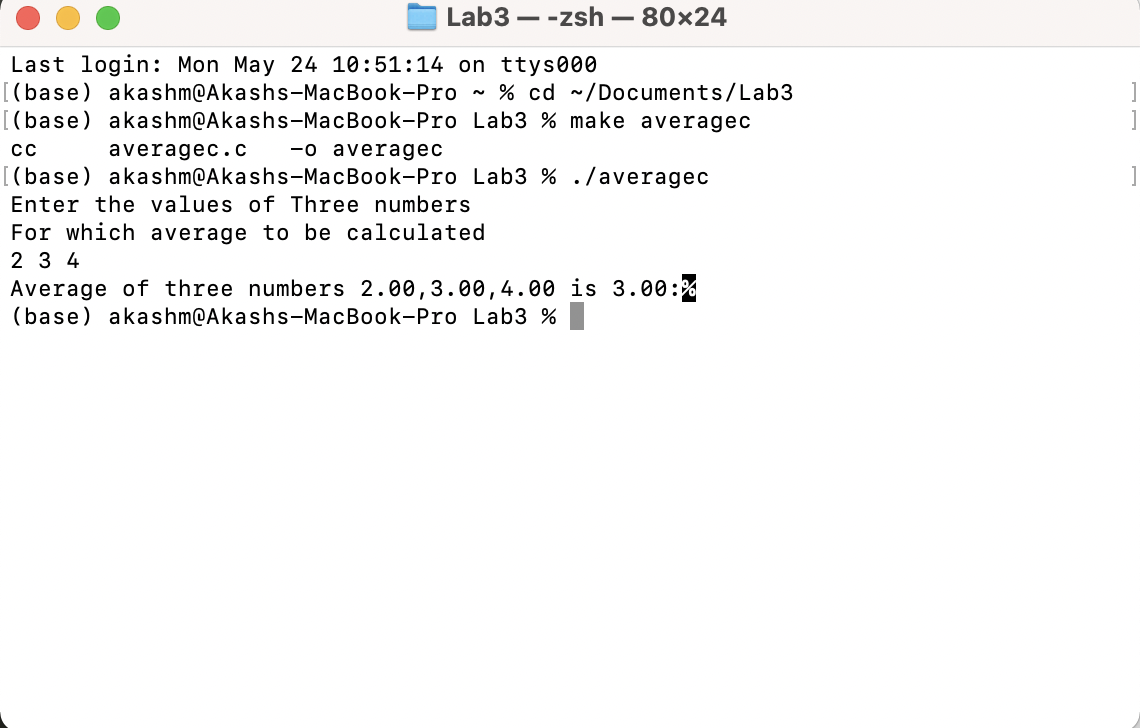 Lab3 — -zsh — 80×24
Last login: Mon May 24 10:51:14 on ttys000
[(base) akashm@Akashs-MacBook-Pro ~ % cd ~/Documents/Lab3 ]
[(base) akashm@Akashs-MacBook-Pro Lab3 % make averagec ]
cc      averagec.c   -o averagec
[(base) akashm@Akashs-MacBook-Pro Lab3 % ./averagec ]
Enter the values of Three numbers
For which average to be calculated
2 3 4
Average of three numbers 2.00,3.00,4.00 is 3.00:%
(base) akashm@Akashs-MacBook-Pro Lab3 %